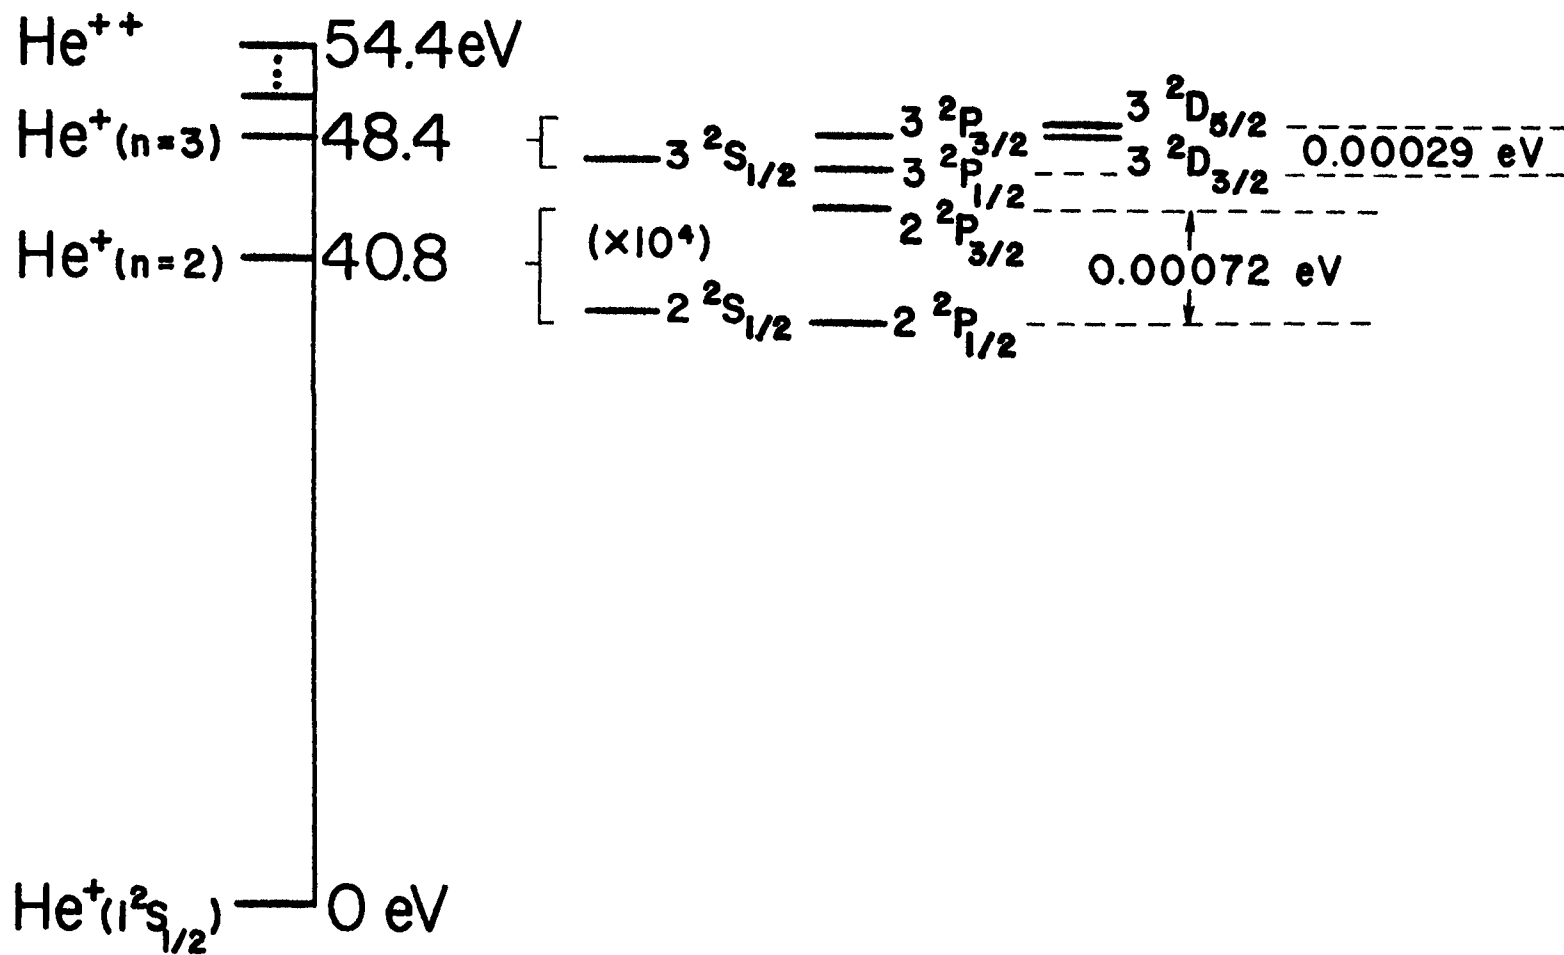 He⁺⁺ 54.4eV
He⁺(n=3) 48.4
3 ²S₁/₂
3 ²P₃/₂
3 ²P₁/₂
3 ²D₅/₂
3 ²D₃/₂
0.00029 eV
He⁺(n=2) 40.8
(×10⁴)
2 ²P₃/₂
0.00072 eV
2 ²S₁/₂
2 ²P₁/₂
He⁺(1²S₁/₂) 0 eV